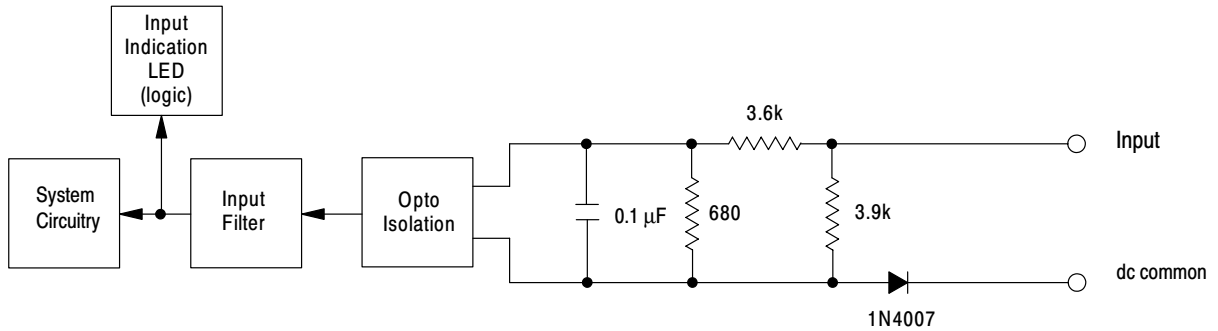 Input
Indication
LED
(logic)
System
Circuitry
Input
Filter
Opto
Isolation
0.1 µF
680
3.6k
3.9k
1N4007
Input
dc common